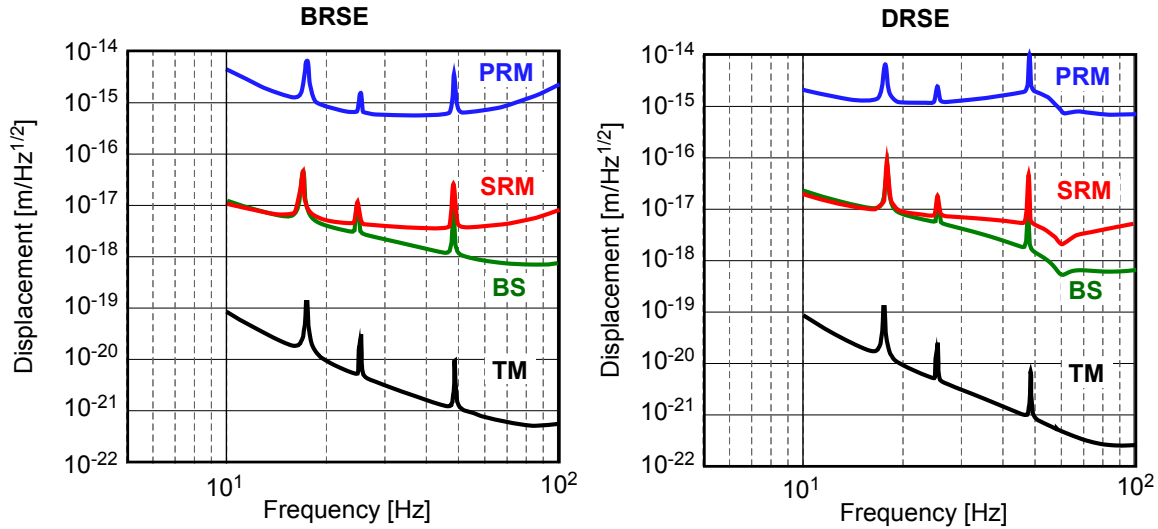 BRSE
10^-14
10^-15
10^-16
10^-17
10^-18
10^-19
10^-20
10^-21
10^-22
Displacement [m/Hz^1/2]
PRM
SRM
BS
TM
10^1
10^2
Frequency [Hz]
DRSE
10^-14
10^-15
10^-16
10^-17
10^-18
10^-19
10^-20
10^-21
10^-22
Displacement [m/Hz^1/2]
PRM
SRM
BS
TM
10^1
10^2
Frequency [Hz]